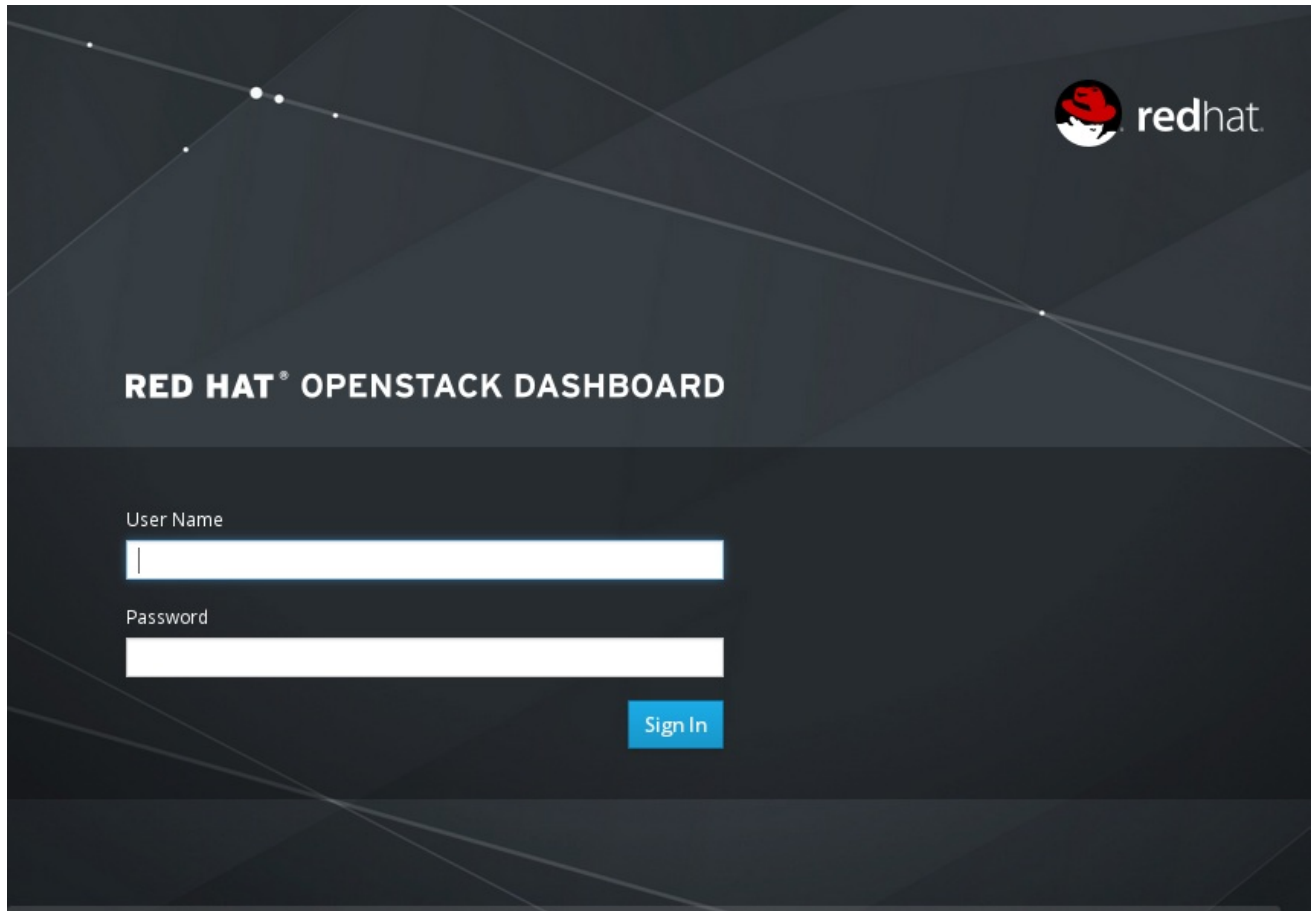 redhat.
RED HAT® OPENSTACK DASHBOARD
User Name
Password
Sign In